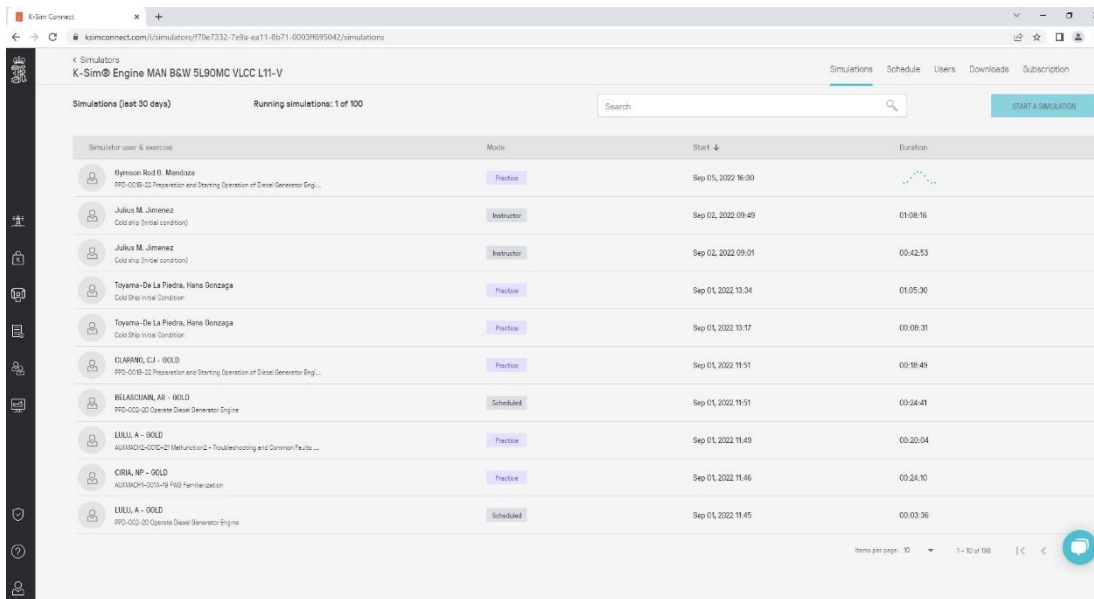 K-Sim Connect
ksimconnect.com/i/simulators/f70e7332-7e9a-ea11-8b71-0003ff695042/simulations
< Simulators
K-Sim® Engine MAN B&W 5L90MC VLCC L11-V
Simulations Schedule Users Downloads Subscription
Simulations (last 30 days) Running simulations: 1 of 100 Search START A SIMULATION
Simulator user & exercise Mode Start Duration
Gymson Rod G. Mendoza
PPD-001B-22 Preparation and Starting Operation of Diesel Generator Engi...
Practice Sep 05, 2022 16:30
Julius M. Jimenez
Cold ship (Initial condition)
Instructor Sep 02, 2022 09:49 01:08:16
Julius M. Jimenez
Cold ship (Initial condition)
Instructor Sep 02, 2022 09:01 00:42:53
Toyama-De La Piedra, Hans Gonzaga
Cold Ship Initial Condition
Practice Sep 01, 2022 13:34 01:05:30
Toyama-De La Piedra, Hans Gonzaga
Cold Ship Initial Condition
Practice Sep 01, 2022 13:17 00:08:31
CLAPANO, CJ - GOLD
PPD-001B-22 Preparation and Starting Operation of Diesel Generator Engi...
Practice Sep 01, 2022 11:51 00:18:49
BELASCUAIN, AR - GOLD
PPD-002-20 Operate Diesel Generator Engine
Scheduled Sep 01, 2022 11:51 00:24:41
LULU, A - GOLD
AUXMACH2-001D-21 Malfunction2 - Troubleshooting and Common Faults ...
Practice Sep 01, 2022 11:49 00:20:04
CIRIA, NP - GOLD
AUXMACH1-001A-19 FWG Familiarization
Practice Sep 01, 2022 11:46 00:24:10
LULU, A - GOLD
PPD-002-20 Operate Diesel Generator Engine
Scheduled Sep 01, 2022 11:45 00:03:36
Items per page: 10 1 - 10 of 196